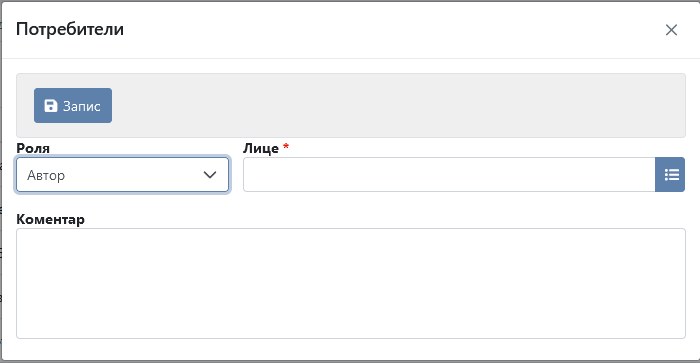 Потребители
Запис
Роля
Лице *
Автор
Коментар